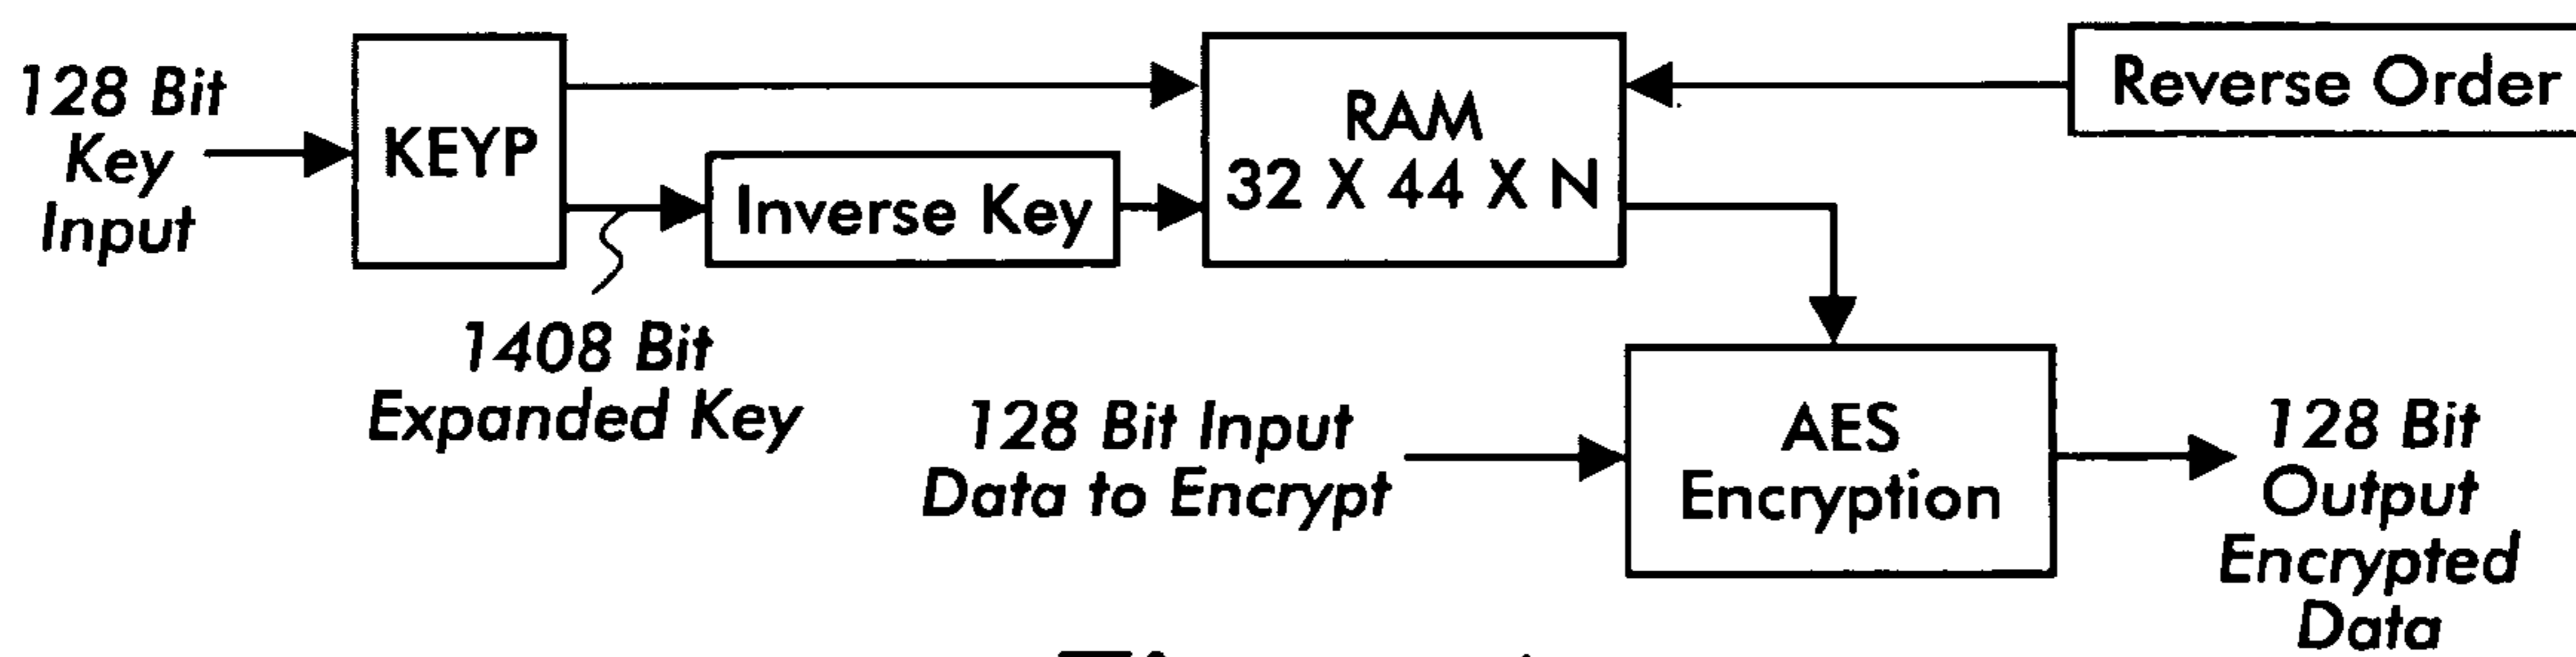 128 Bit
Key
Input
KEYP
1408 Bit
Expanded Key
Inverse Key
RAM
32 X 44 X N
Reverse Order
128 Bit Input
Data to Encrypt
AES
Encryption
128 Bit
Output
Encrypted
Data